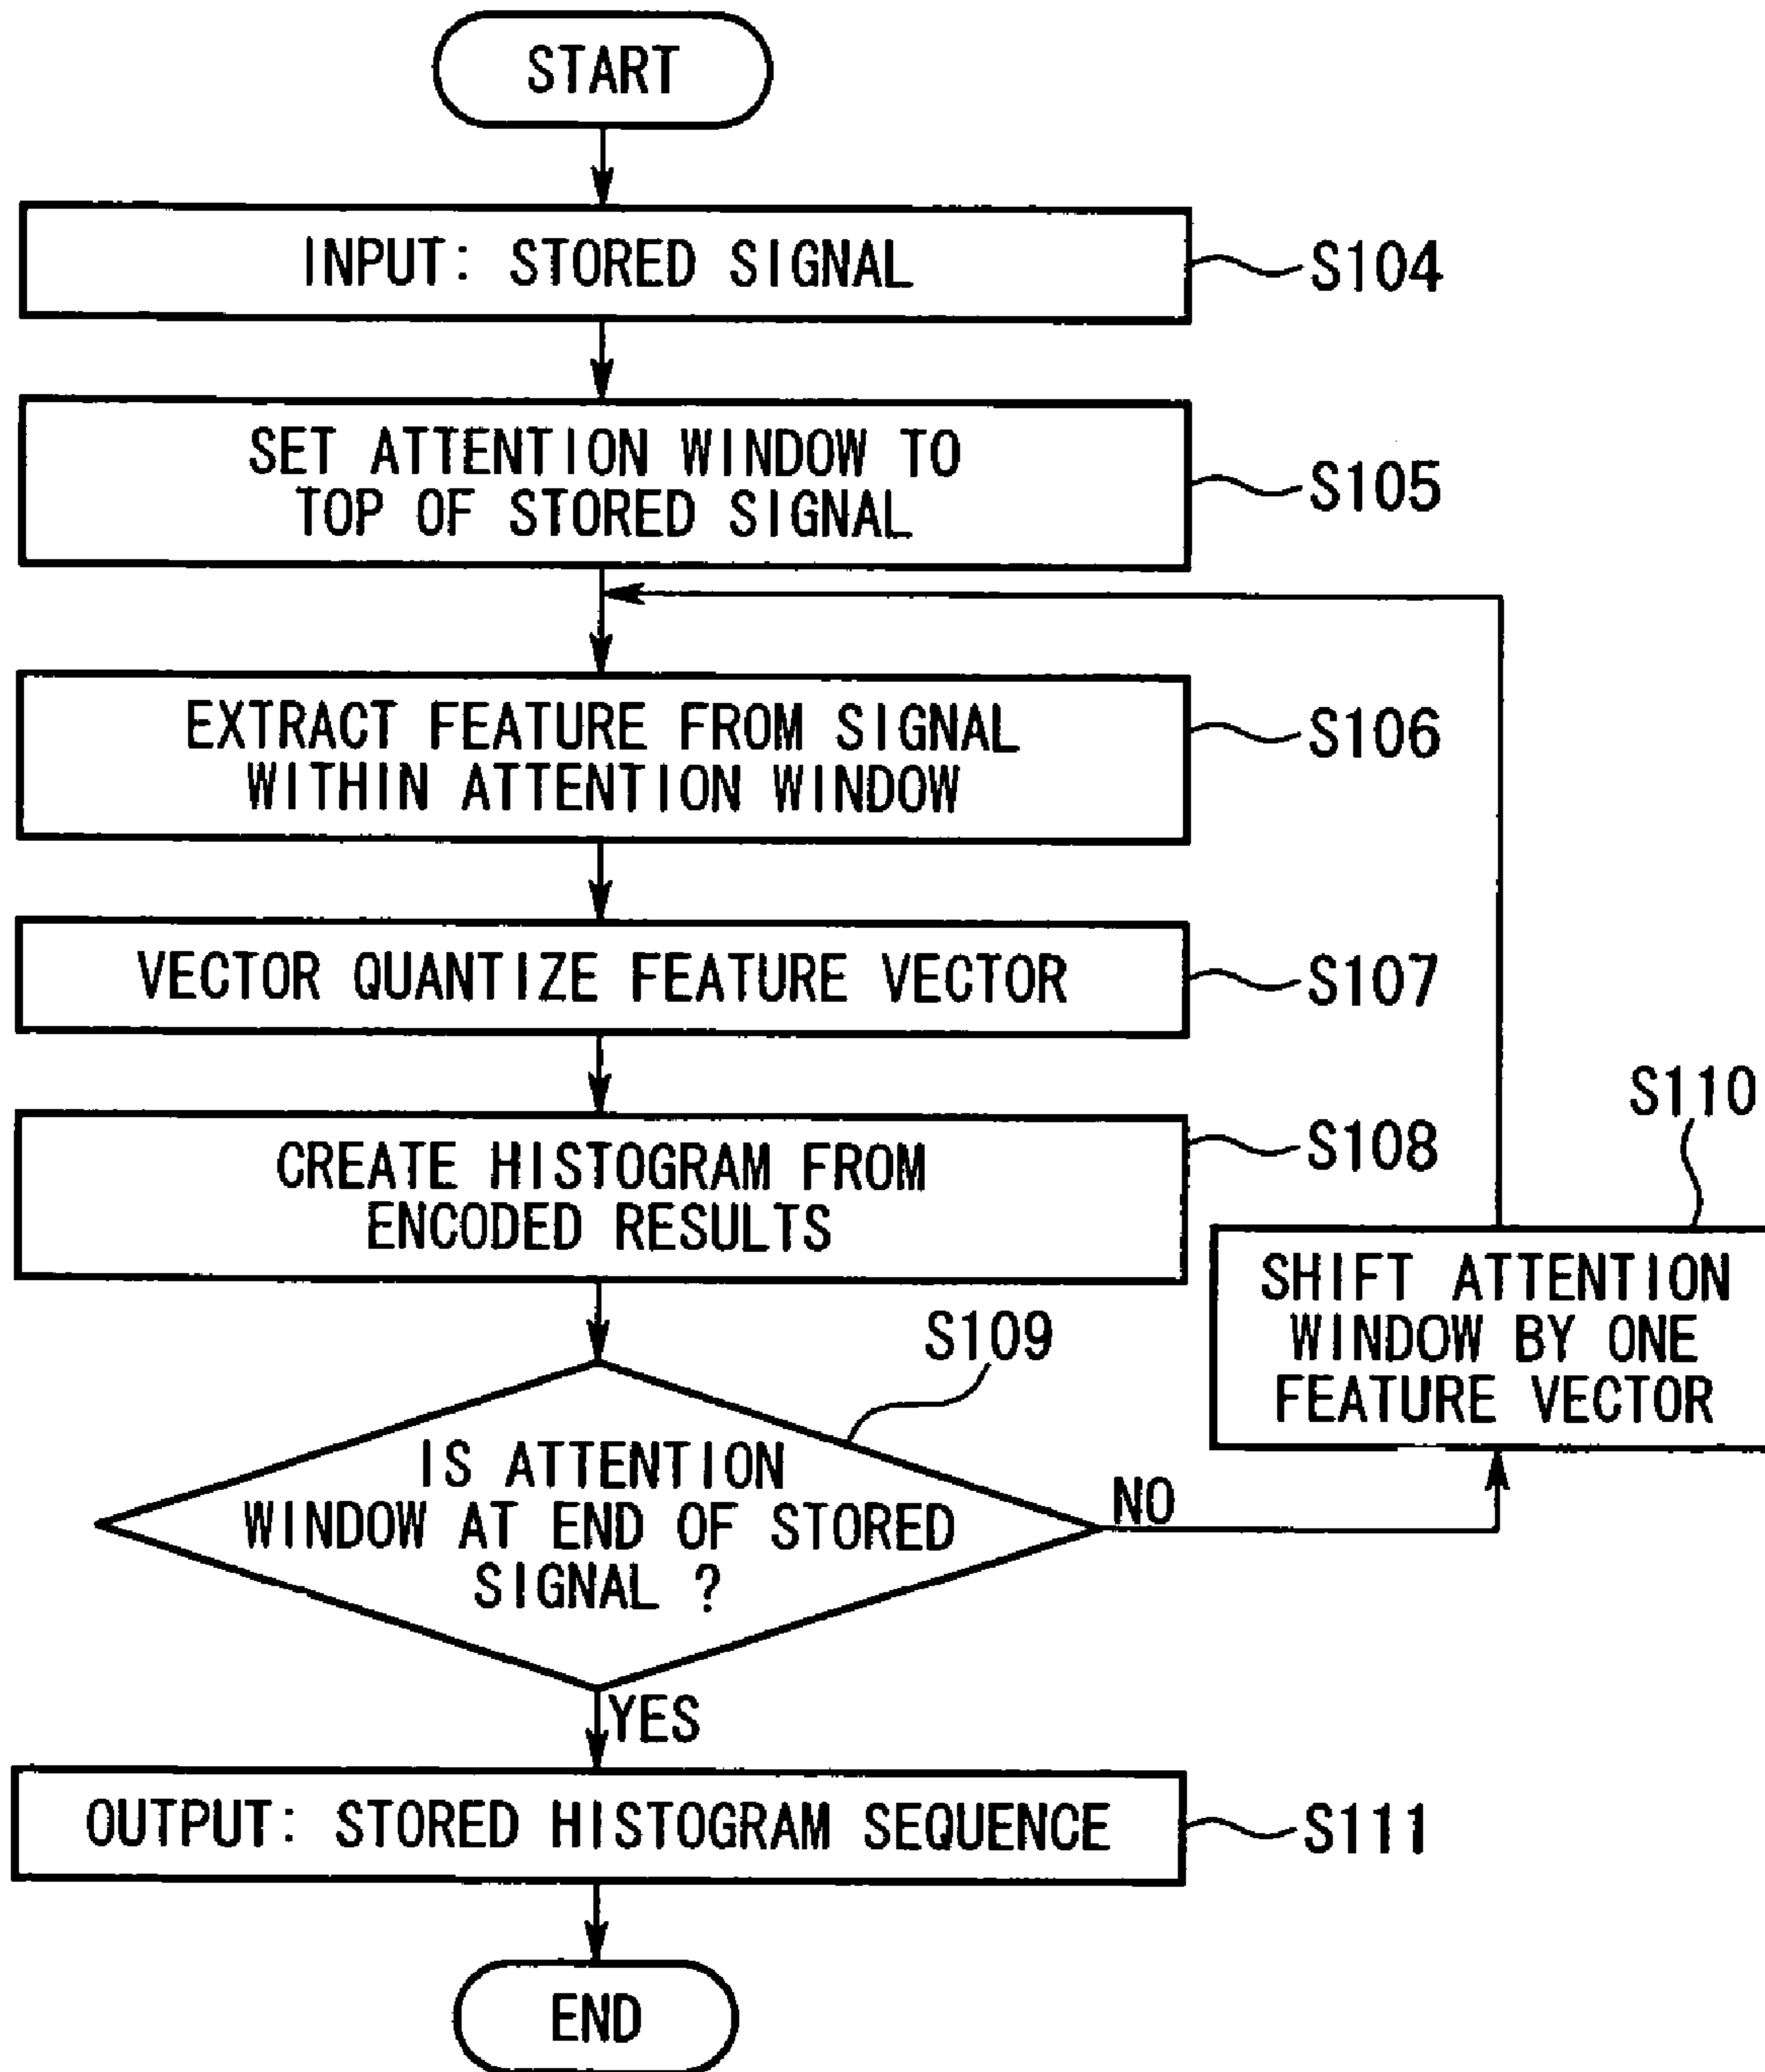 START
INPUT: STORED SIGNAL
S104
SET ATTENTION WINDOW TO
TOP OF STORED SIGNAL
S105
EXTRACT FEATURE FROM SIGNAL
WITHIN ATTENTION WINDOW
S106
VECTOR QUANTIZE FEATURE VECTOR
S107
CREATE HISTOGRAM FROM
ENCODED RESULTS
S108
S110
SHIFT ATTENTION
WINDOW BY ONE
FEATURE VECTOR
S109
IS ATTENTION
WINDOW AT END OF STORED
SIGNAL ?
NO
YES
OUTPUT: STORED HISTOGRAM SEQUENCE
S111
END